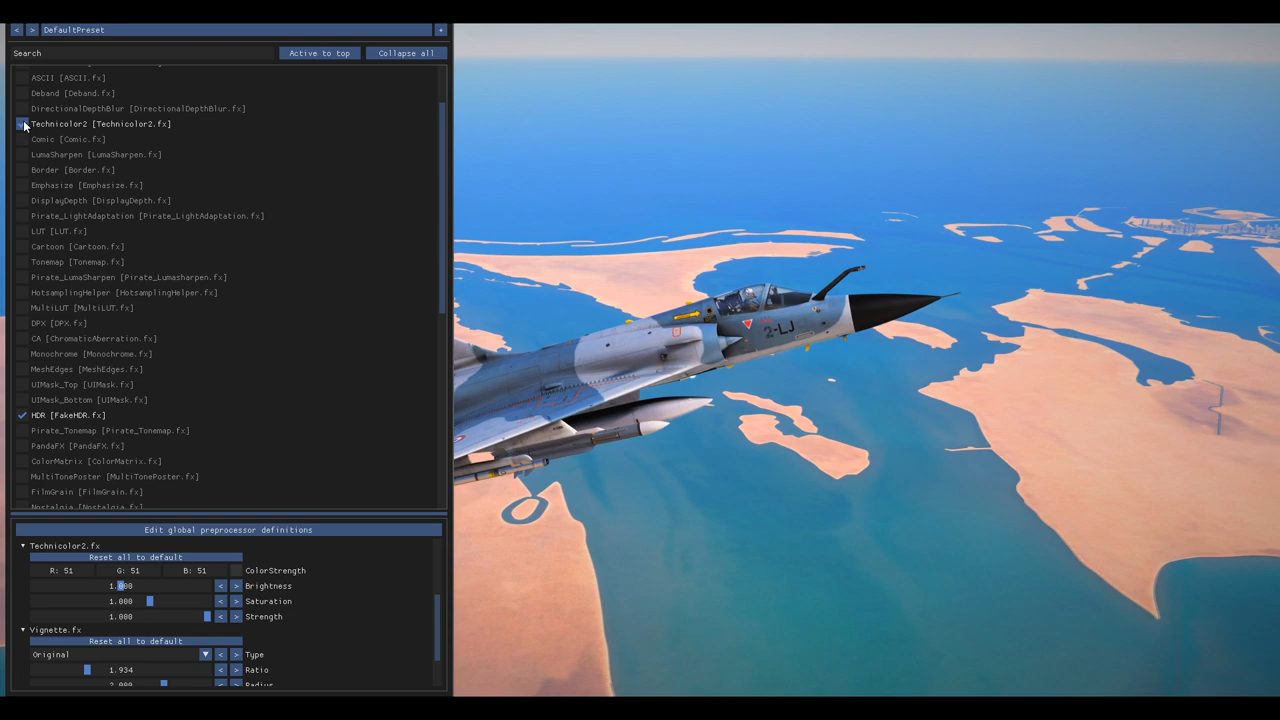 < > DefaultPreset +
Search Active to top Collapse all
ASCII [ASCII.fx]
Deband [Deband.fx]
DirectionalDepthBlur [DirectionalDepthBlur.fx]
Technicolor2 [Technicolor2.fx]
Comic [Comic.fx]
LumaSharpen [LumaSharpen.fx]
Border [Border.fx]
Emphasize [Emphasize.fx]
DisplayDepth [DisplayDepth.fx]
Pirate_LightAdaptation [Pirate_LightAdaptation.fx]
LUT [LUT.fx]
Cartoon [Cartoon.fx]
Tonemap [Tonemap.fx]
Pirate_LumaSharpen [Pirate_Lumasharpen.fx]
HotsamplingHelper [HotsamplingHelper.fx]
MultiLUT [MultiLUT.fx]
DPX [DPX.fx]
CA [ChromaticAberration.fx]
Monochrome [Monochrome.fx]
MeshEdges [MeshEdges.fx]
UIMask_Top [UIMask.fx]
UIMask_Bottom [UIMask.fx]
HDR [FakeHDR.fx]
Pirate_Tonemap [Pirate_Tonemap.fx]
PandaFX [PandaFX.fx]
ColorMatrix [ColorMatrix.fx]
MultiTonePoster [MultiTonePoster.fx]
FilmGrain [FilmGrain.fx]
Nostalgia [Nostalgia.fx]
Edit global preprocessor definitions
Technicolor2.fx
Reset all to default
R: 51 G: 51 B: 51 ColorStrength
1.000 < > Brightness
1.000 < > Saturation
1.000 < > Strength
Vignette.fx
Reset all to default
Original < > Type
1.934 < > Ratio
2.000 < > Radius
2-LJ